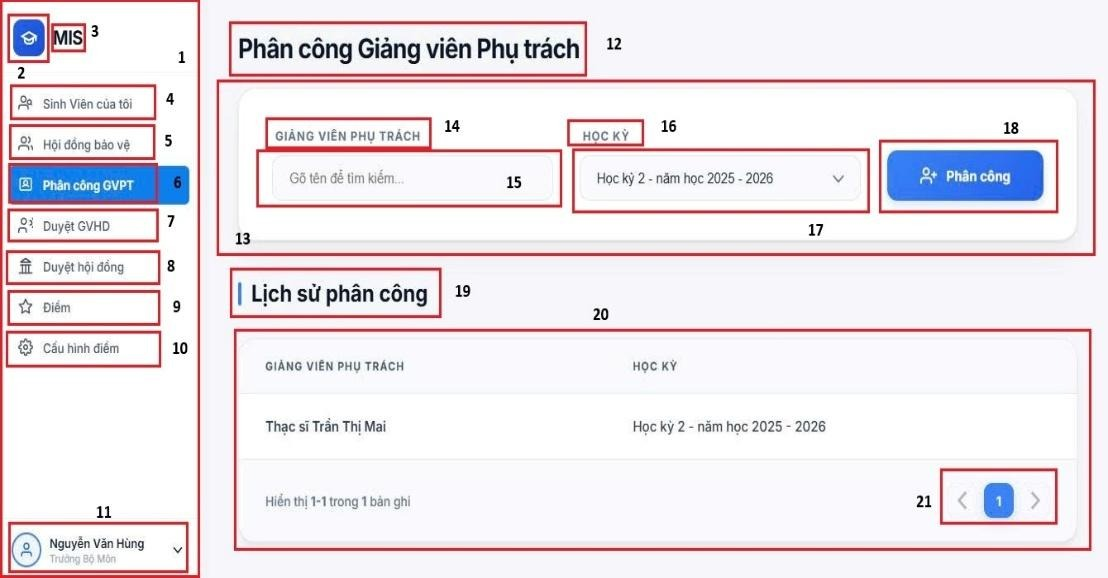 MIS
3
1
2
Sinh Viên của tôi
4
Hội đồng bảo vệ
5
Phân công GVPT
6
Duyệt GVHD
7
Duyệt hội đồng
8
Điểm
9
Cấu hình điểm
10
11
Nguyễn Văn Hùng
Trưởng Bộ Môn
Phân công Giảng viên Phụ trách
12
GIẢNG VIÊN PHỤ TRÁCH
14
HỌC KỲ
16
18
Gõ tên để tìm kiếm...
15
Học kỳ 2 - năm học 2025 - 2026
Phân công
13
17
Lịch sử phân công
19
20
GIẢNG VIÊN PHỤ TRÁCH
HỌC KỲ
Thạc sĩ Trần Thị Mai
Học kỳ 2 - năm học 2025 - 2026
Hiển thị 1-1 trong 1 bản ghi
21
1